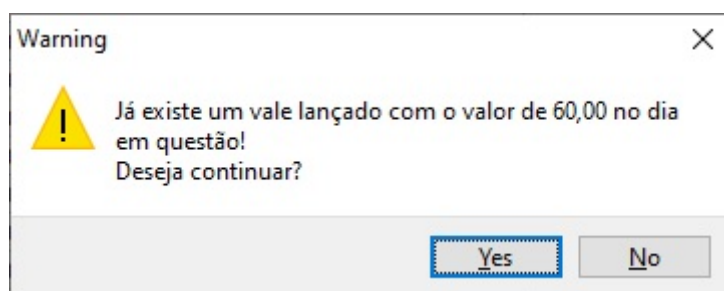 Warning
Já existe um vale lançado com o valor de 60,00 no dia
em questão!
Deseja continuar?
Yes
No